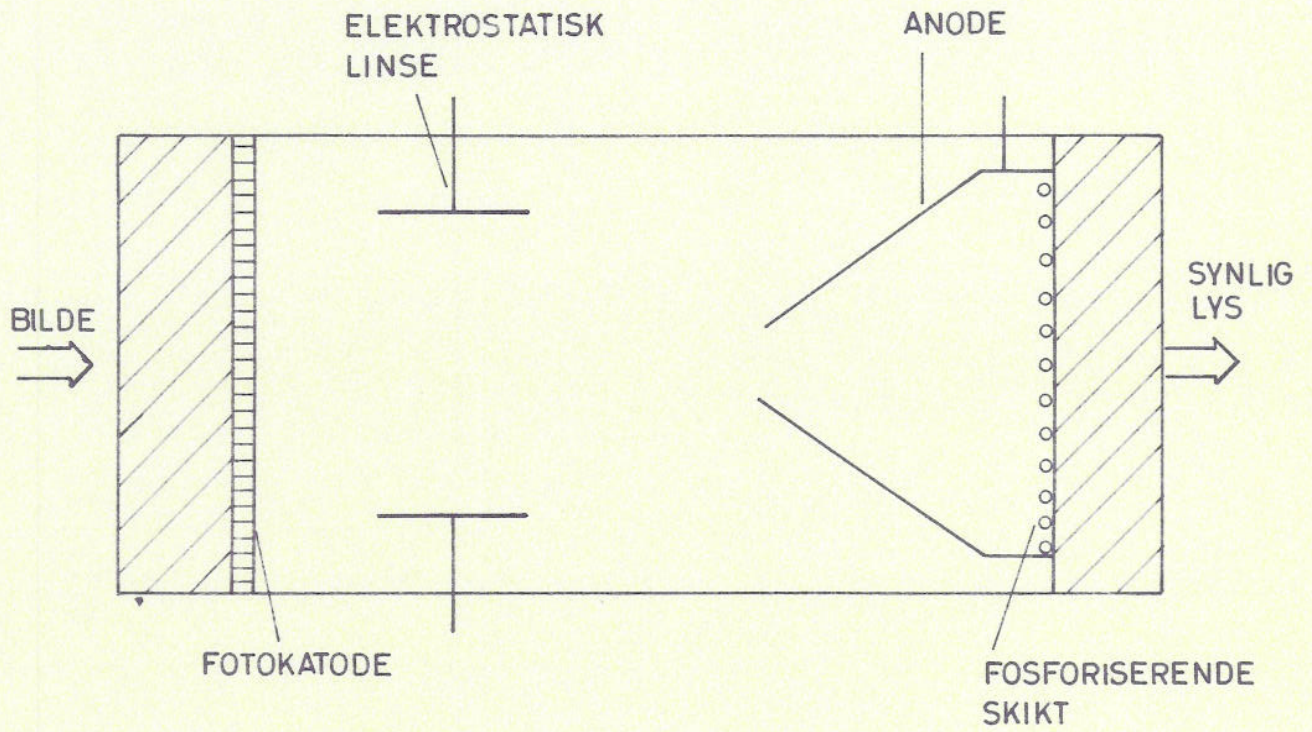 ELEKTROSTATISK
LINSE
ANODE
BILDE
SYNLIG
LYS
FOTOKATODE
FOSFORISERENDE
SKIKT